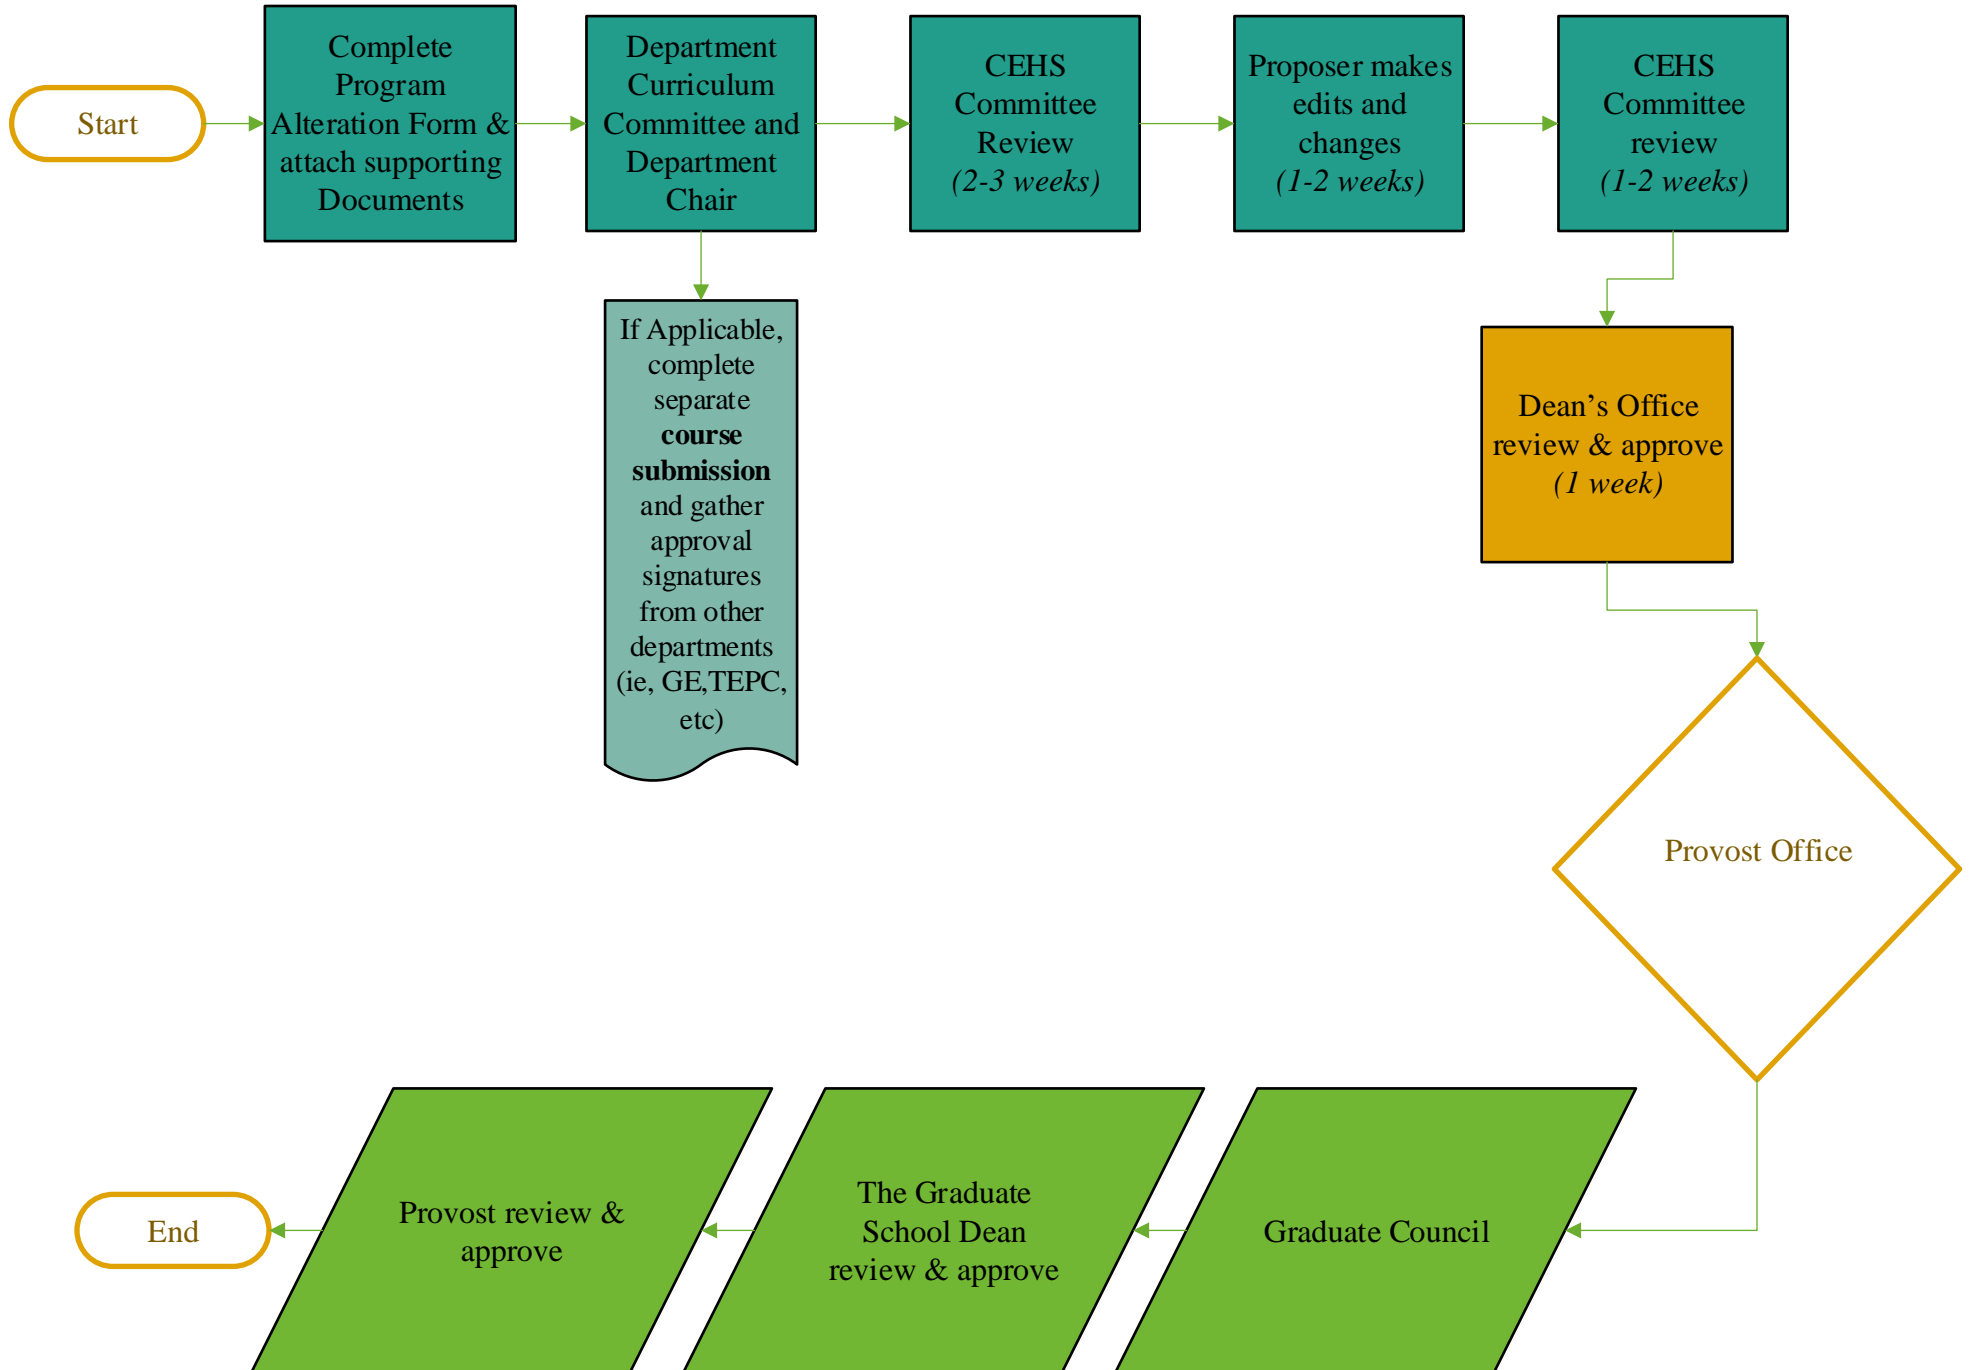 Start
Complete
Program
Alteration Form &
attach supporting
Documents
Department
Curriculum
Committee and
Department
Chair
CEHS
Committee
Review
(2-3 weeks)
Proposer makes
edits and
changes
(1-2 weeks)
CEHS
Committee
review
(1-2 weeks)
If Applicable,
complete
separate
course
submission
and gather
approval
signatures
from other
departments
(ie, GE,TEPC,
etc)
Dean’s Office
review & approve
(1 week)
Provost Office
Graduate Council
The Graduate
School Dean
review & approve
Provost review &
approve
End